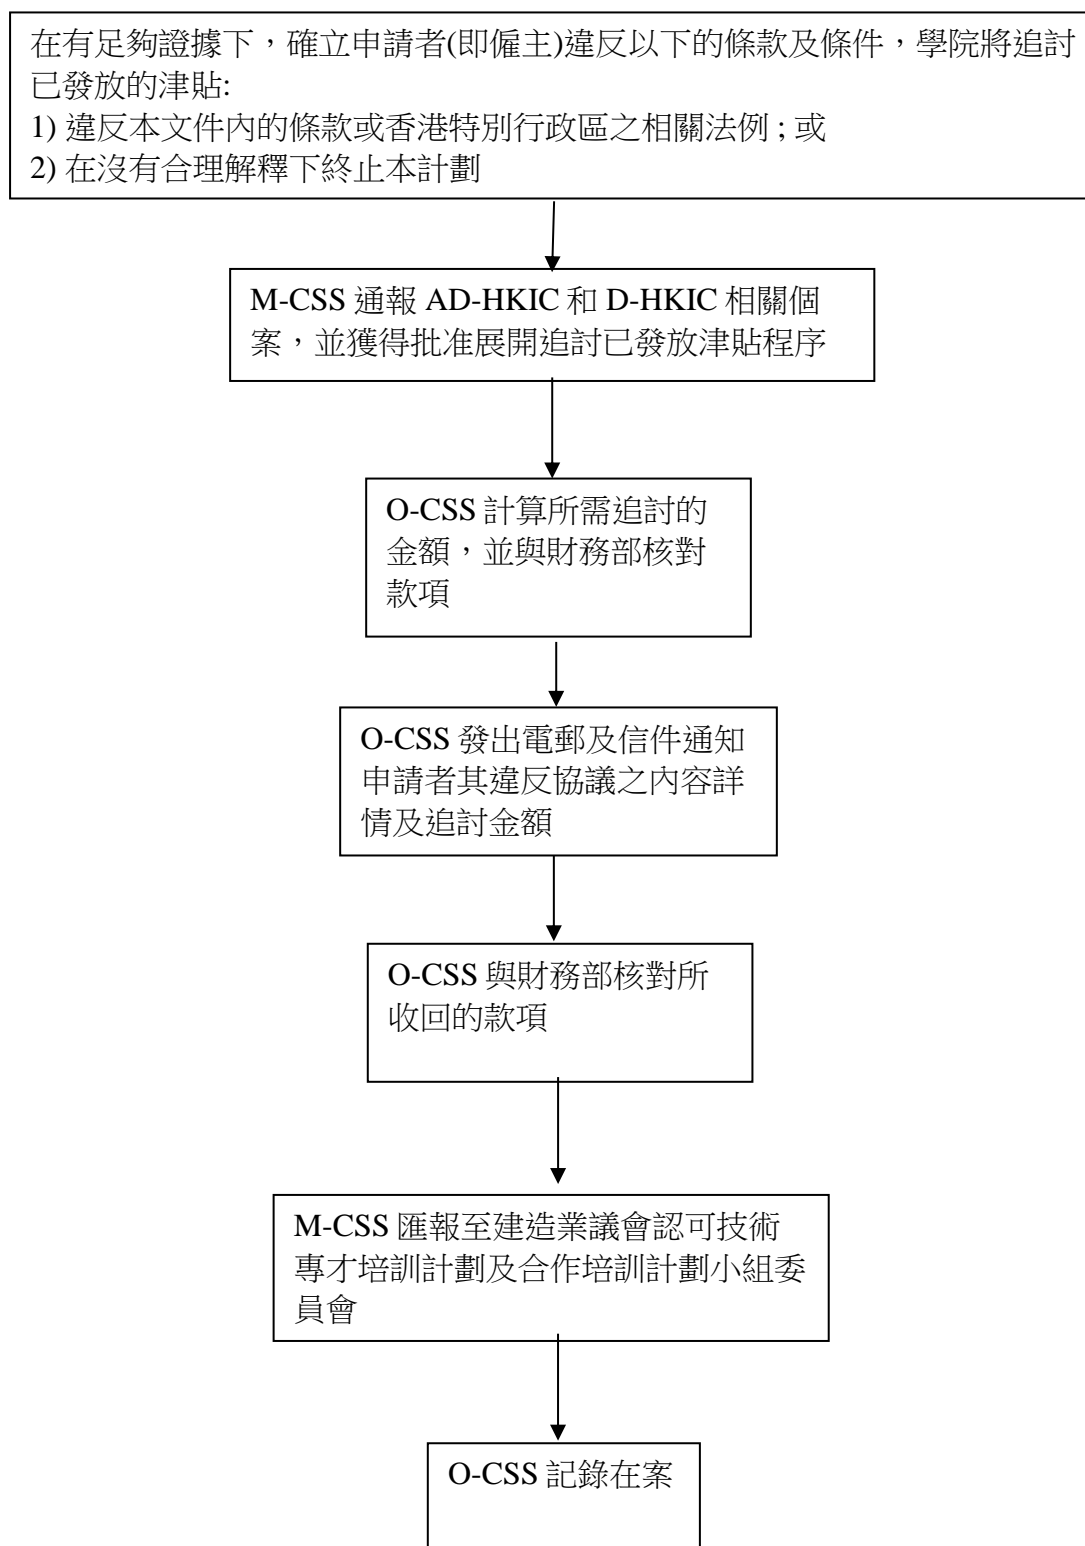 在有足夠證據下，確立申請者(即僱主)違反以下的條款及條件，學院將追討
已發放的津貼:
1) 違反本文件內的條款或香港特別行政區之相關法例 ; 或
2) 在沒有合理解釋下終止本計劃
M-CSS 通報 AD-HKIC 和 D-HKIC 相關個
案，並獲得批准展開追討已發放津貼程序
O-CSS 計算所需追討的
金額，並與財務部核對
款項
O-CSS 發出電郵及信件通知
申請者其違反協議之內容詳
情及追討金額
O-CSS 與財務部核對所
收回的款項
M-CSS 匯報至建造業議會認可技術
專才培訓計劃及合作培訓計劃小組委
員會
O-CSS 記錄在案